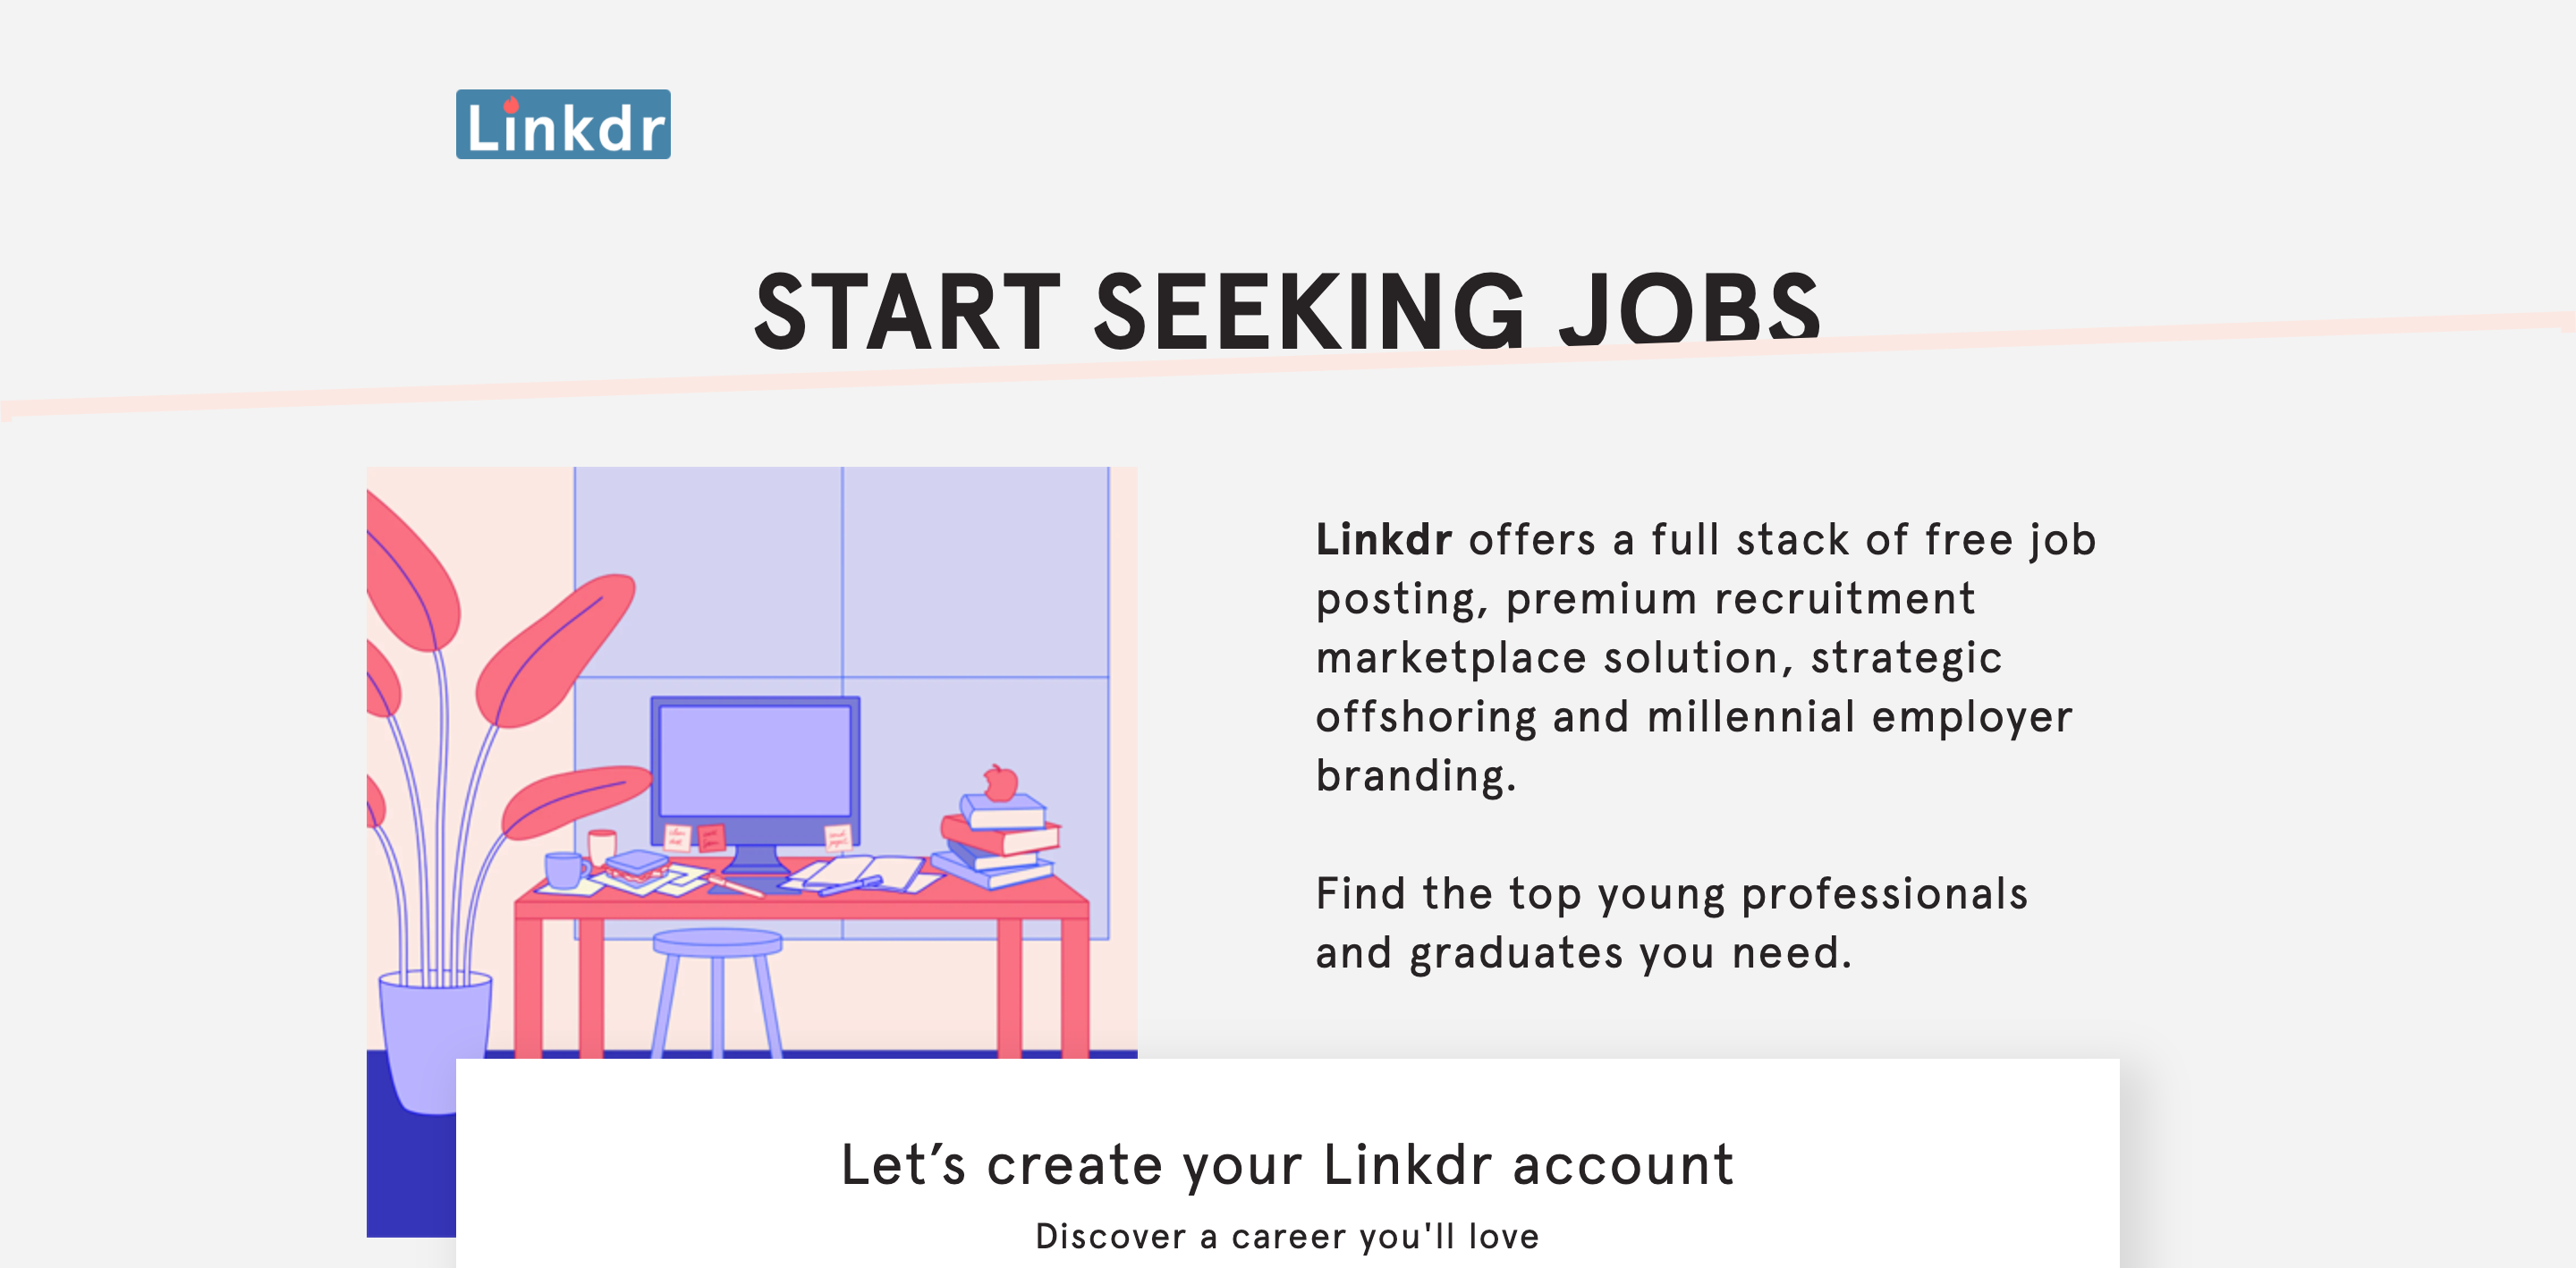 Linkdr
START SEEKING JOBS
Linkdr offers a full stack of free job
posting, premium recruitment
marketplace solution, strategic
offshoring and millennial employer
branding.
Find the top young professionals
and graduates you need.
Let’s create your Linkdr account
Discover a career you'll love